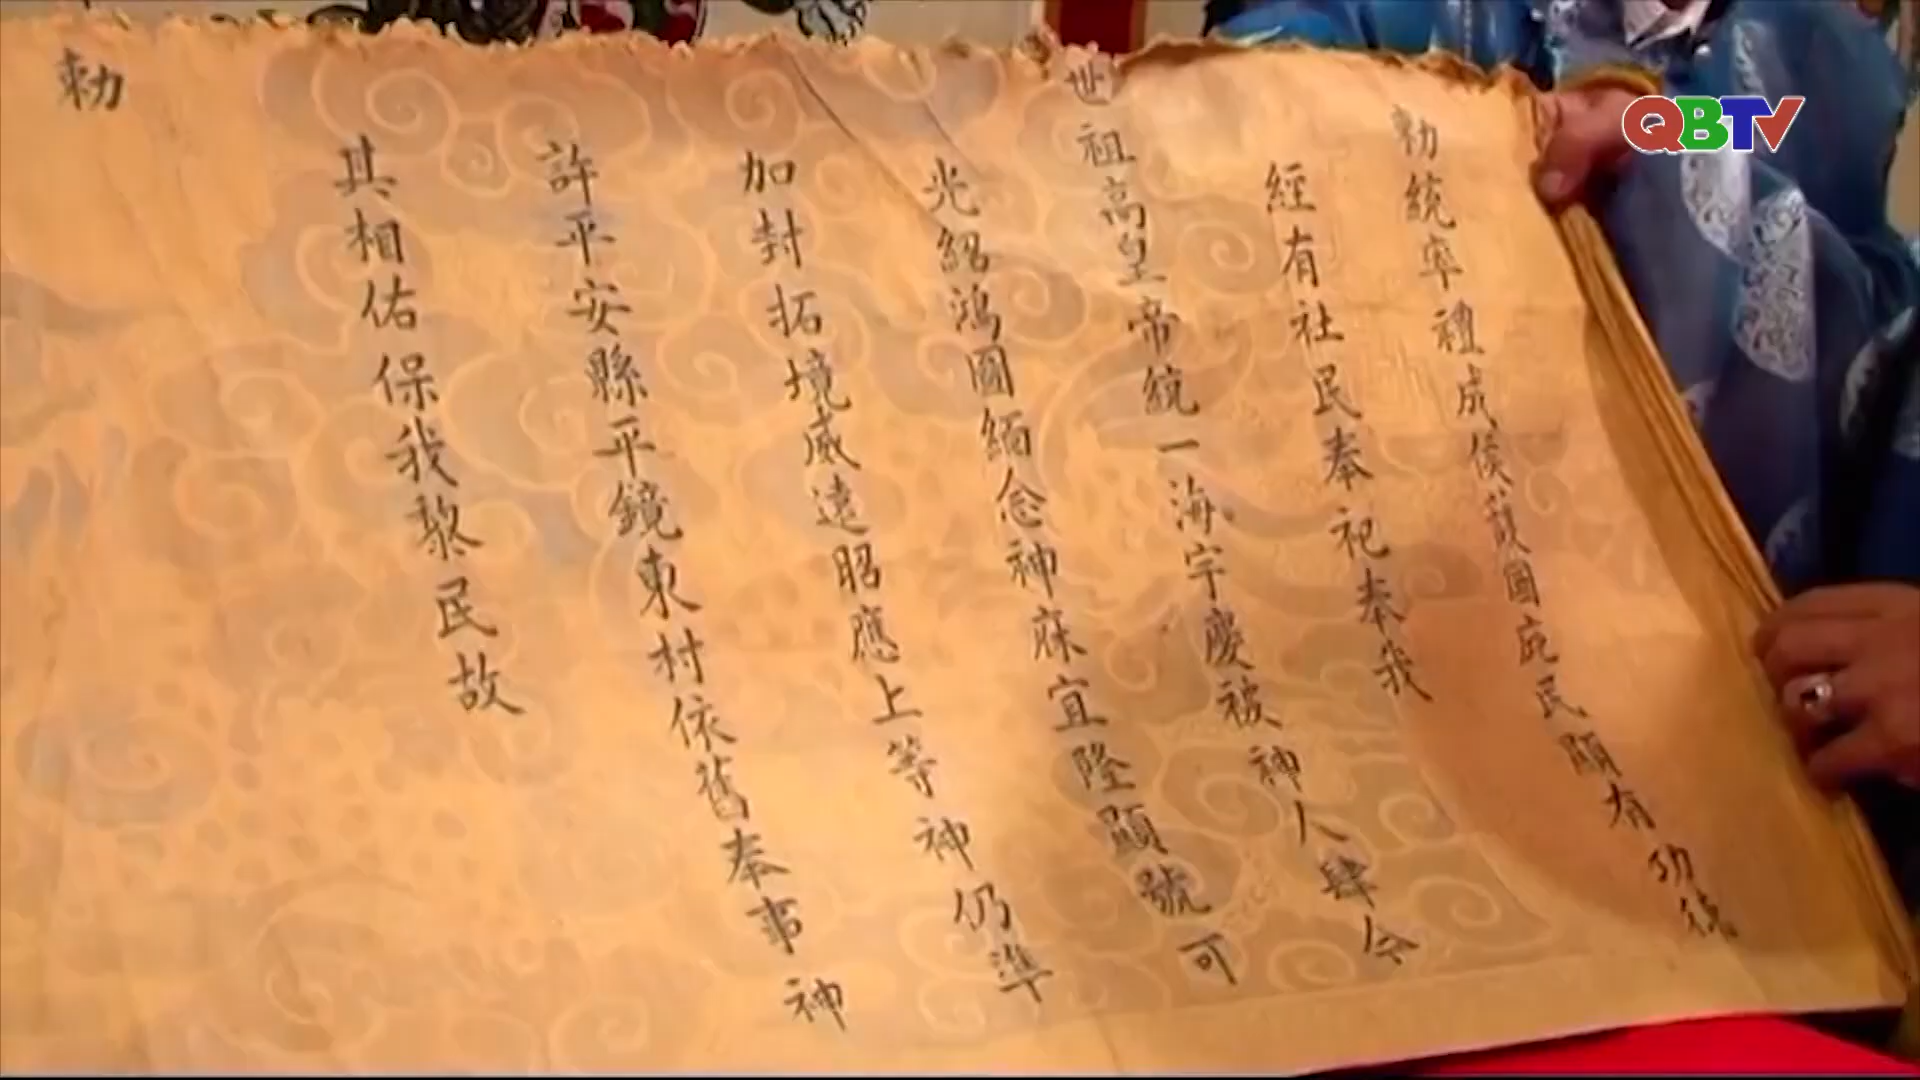 勅統率禮成侯護國庇民顯有功德
經有社民奉祀奉我
世祖高皇帝統一海宇慶被神人肆今
光紹鴻圖緬念神庥宜隆顯號可
加封拓境威遠昭應上等神仍準
許平安縣平鏡東村依舊奉事神
其相佑保我黎民故
勅
QBTV